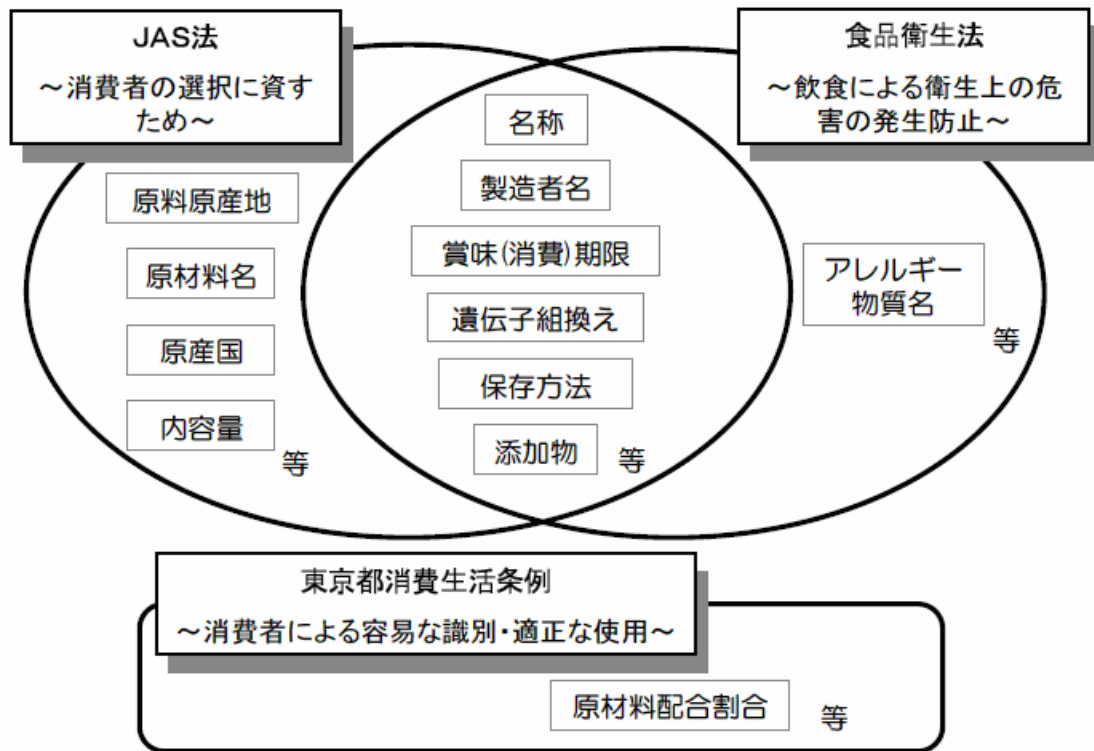 JAS法
～消費者の選択に資す
ため～
食品衛生法
～飲食による衛生上の危
害の発生防止～
原料原産地
原材料名
原産国
内容量
等
名称
製造者名
賞味(消費)期限
遺伝子組換え
保存方法
添加物
等
アレルギー
物質名
等
東京都消費生活条例
～消費者による容易な識別・適正な使用～
原材料配合割合
等